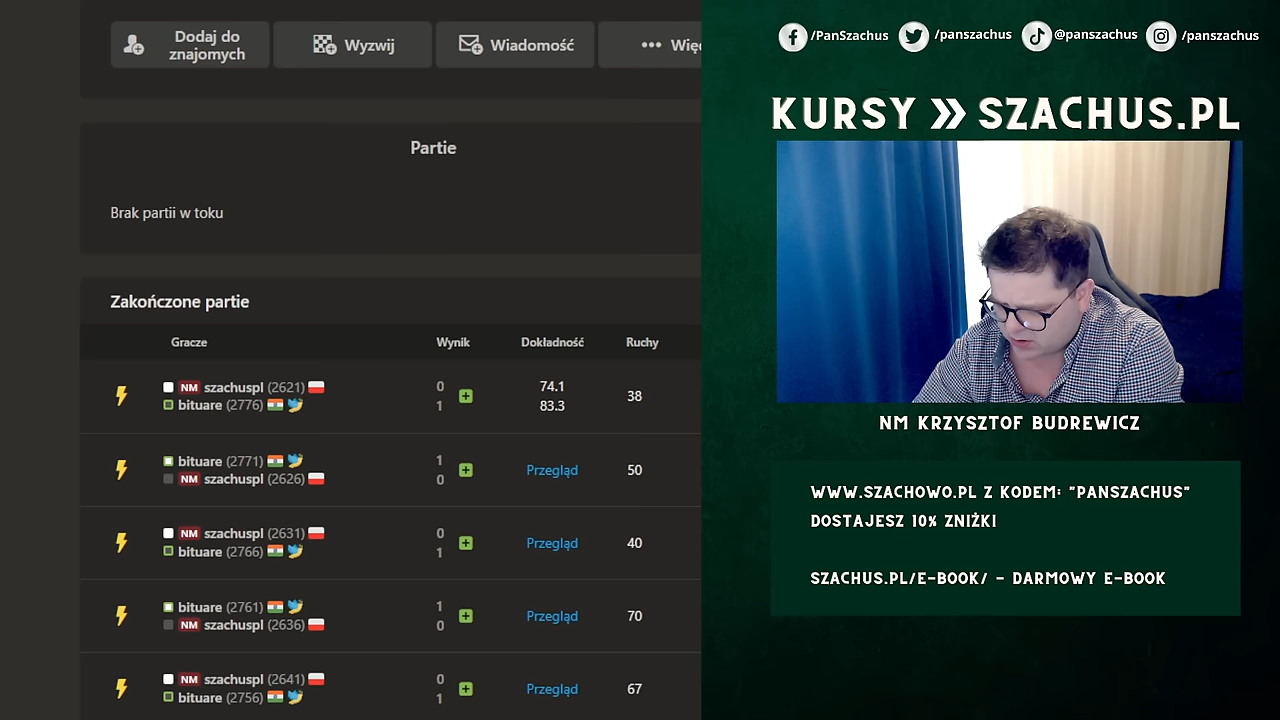 Dodaj do
znajomych
Wyzwij
Wiadomość
/PanSzachus
/panszachus
@panszachus
/panszachus
KURSY » SZACHUS.PL
Partie
Brak partii w toku
Zakończone partie
Gracze Wynik Dokładność Ruchy
NM szachuspl (2621) 0 74.1 38
bituare (2776) 1 83.3
bituare (2771) 1 Przegląd 50
NM szachuspl (2626) 0
NM szachuspl (2631) 0 Przegląd 40
bituare (2766) 1
bituare (2761) 1 Przegląd 70
NM szachuspl (2636) 0
NM szachuspl (2641) 0 Przegląd 67
bituare (2756) 1
NM KRZYSZTOF BUDREWICZ
WWW.SZACHOWO.PL Z KODEM: "PANSZACHUS"
DOSTAJESZ 10% ZNIŻKI
SZACHUS.PL/E-BOOK/ - DARMOWY E-BOOK